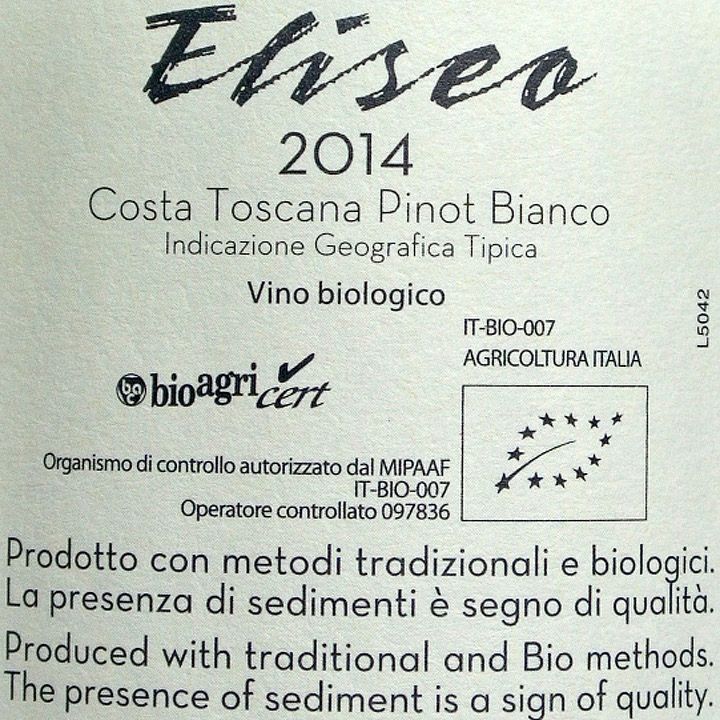 Eliseo
2014
Costa Toscana Pinot Bianco
Indicazione Geografica Tipica
Vino biologico
L5042
IT-BIO-007
AGRICOLTURA ITALIA
bioagricert
Organismo di controllo autorizzato dal MIPAAF
IT-BIO-007
Operatore controllato 097836
Prodotto con metodi tradizionali e biologici.
La presenza di sedimenti è segno di qualità.
Produced with traditional and Bio methods.
The presence of sediment is a sign of quality.